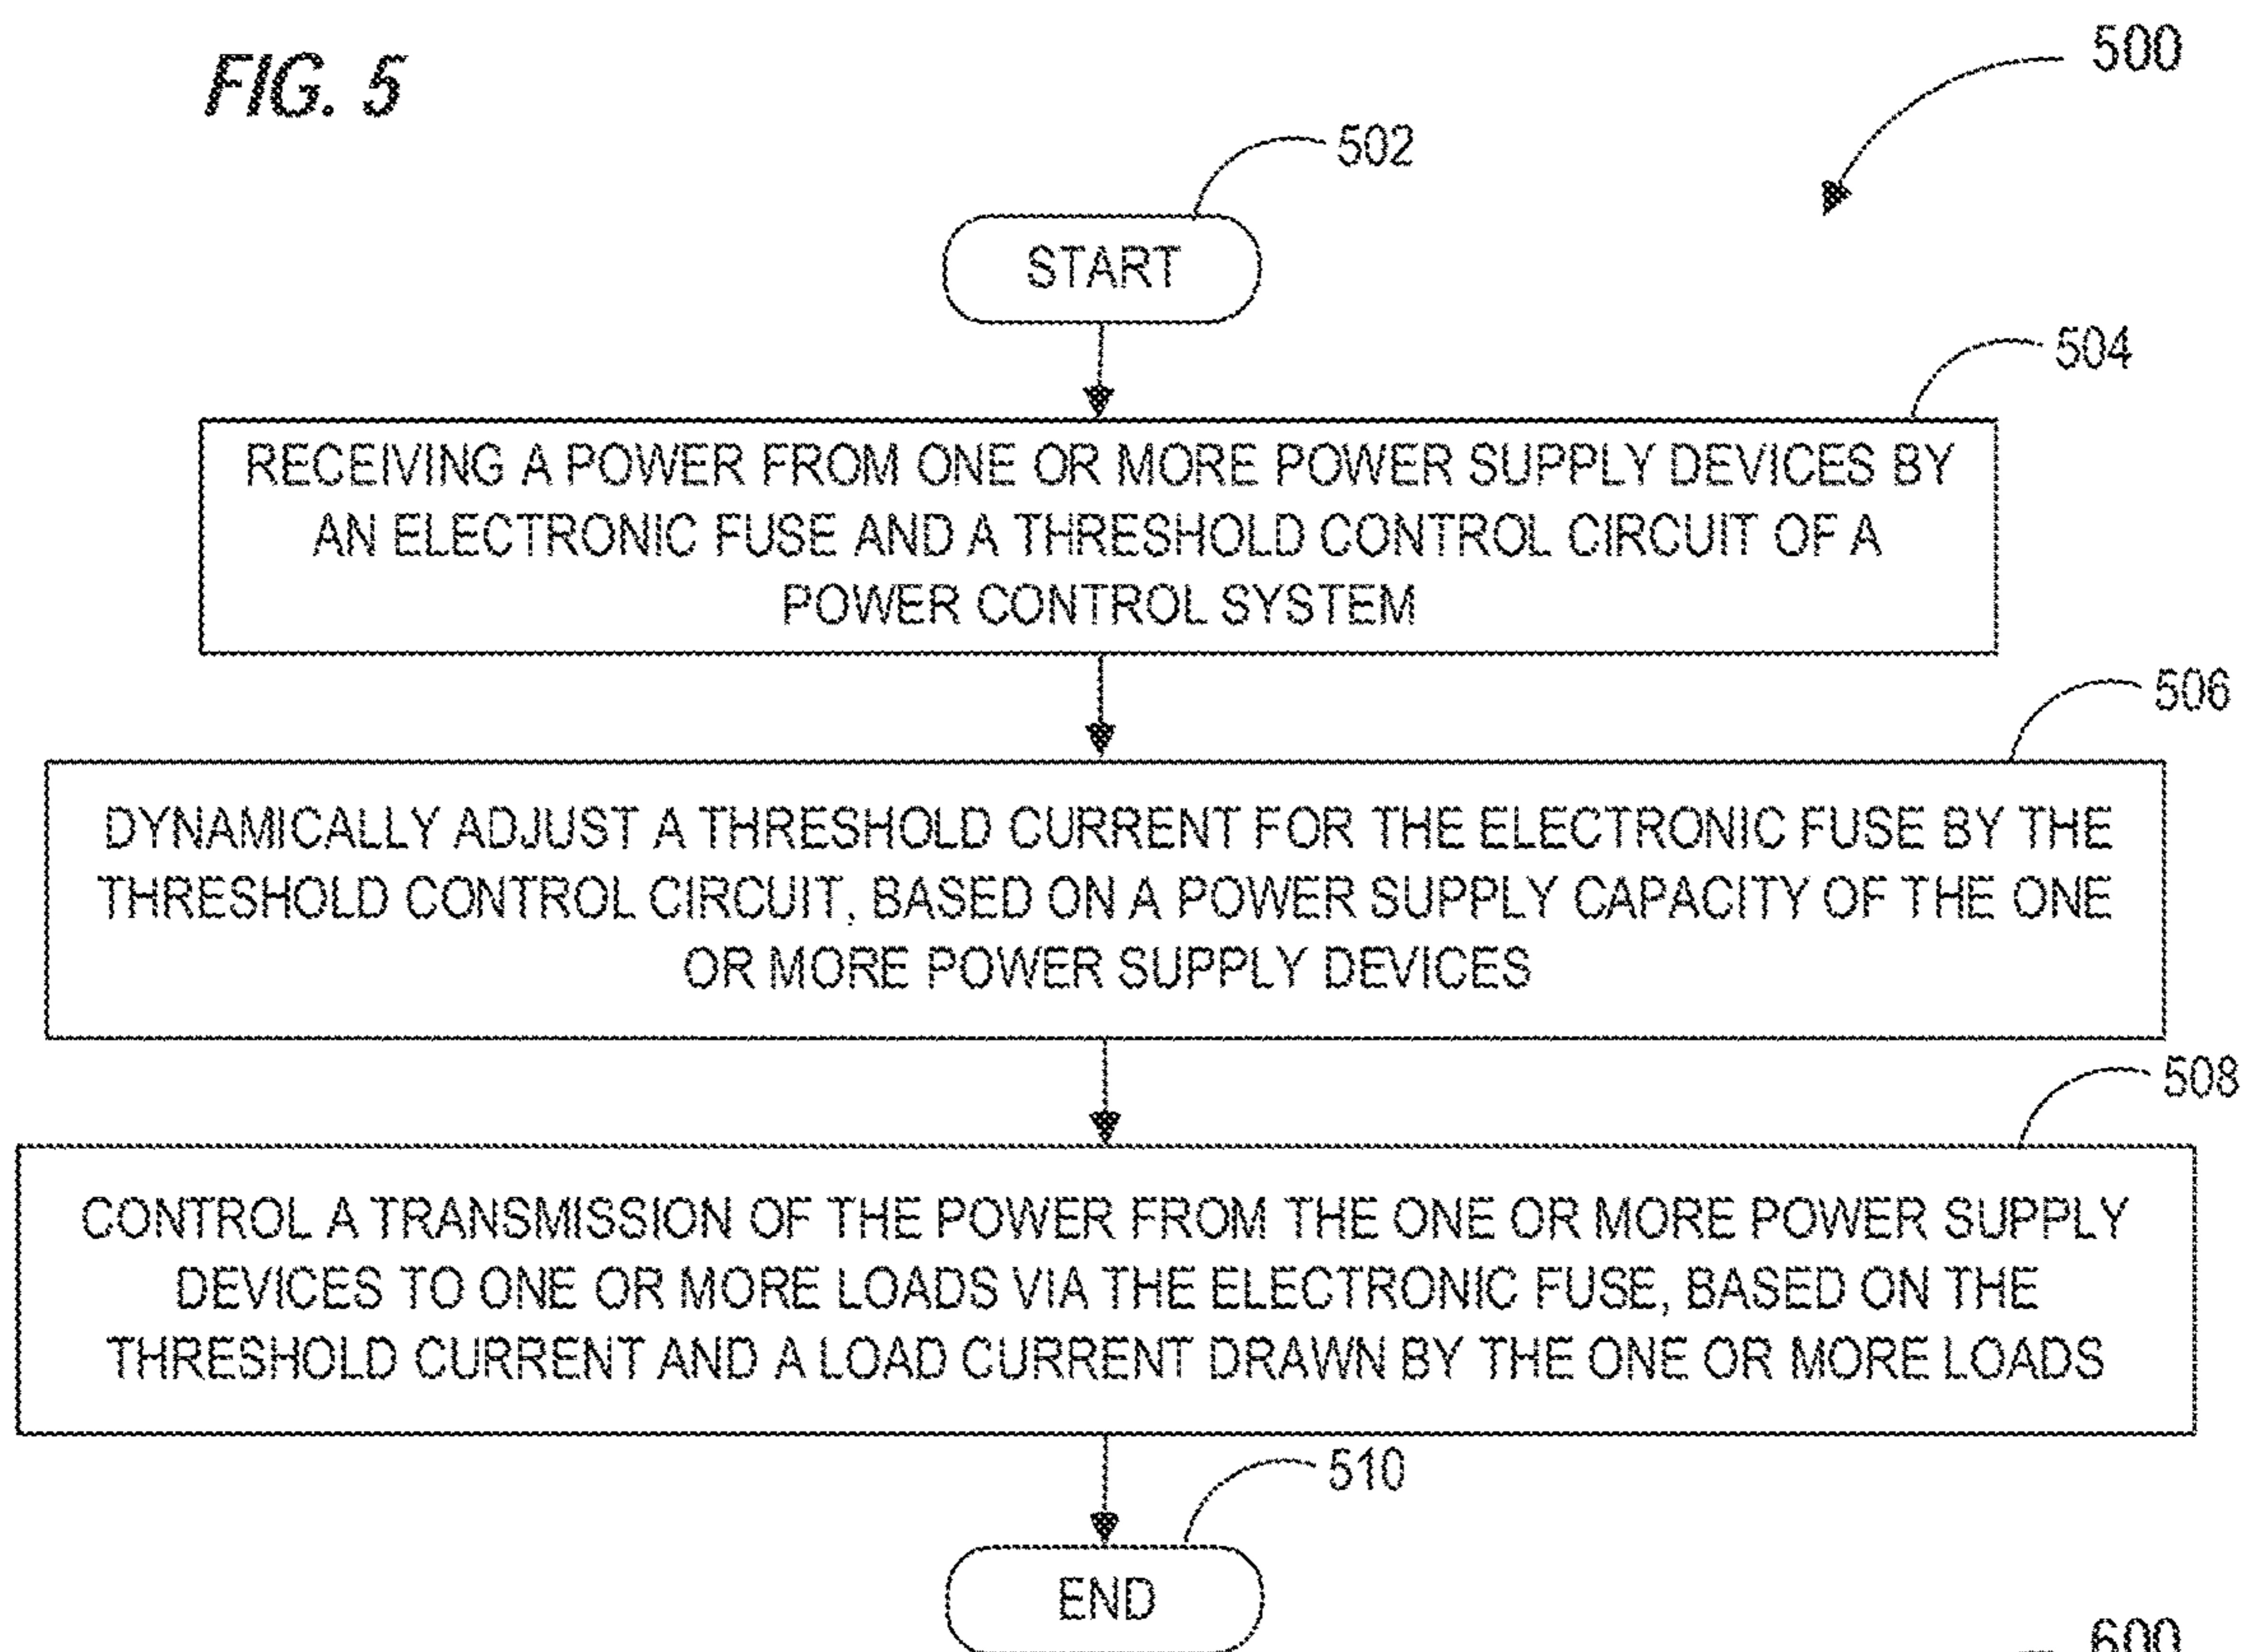 FIG. 5
500
502
START
504
RECEIVING A POWER FROM ONE OR MORE POWER SUPPLY DEVICES BY
AN ELECTRONIC FUSE AND A THRESHOLD CONTROL CIRCUIT OF A
POWER CONTROL SYSTEM
506
DYNAMICALLY ADJUST A THRESHOLD CURRENT FOR THE ELECTRONIC FUSE BY THE
THRESHOLD CONTROL CIRCUIT, BASED ON A POWER SUPPLY CAPACITY OF THE ONE
OR MORE POWER SUPPLY DEVICES
508
CONTROL A TRANSMISSION OF THE POWER FROM THE ONE OR MORE POWER SUPPLY
DEVICES TO ONE OR MORE LOADS VIA THE ELECTRONIC FUSE, BASED ON THE
THRESHOLD CURRENT AND A LOAD CURRENT DRAWN BY THE ONE OR MORE LOADS
510
END
600